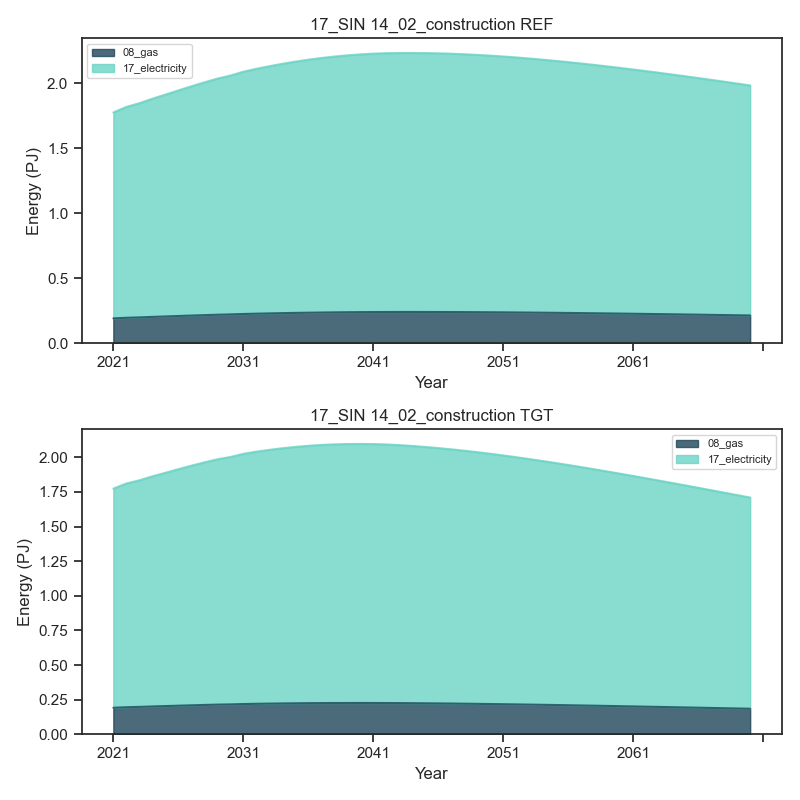 17_SIN 14_02_construction REF
08_gas
17_electricity
Energy (PJ)
2.0
1.5
1.0
0.5
0.0
2021 2031 2041 2051 2061
Year
17_SIN 14_02_construction TGT
08_gas
17_electricity
Energy (PJ)
2.00
1.75
1.50
1.25
1.00
0.75
0.50
0.25
0.00
2021 2031 2041 2051 2061
Year